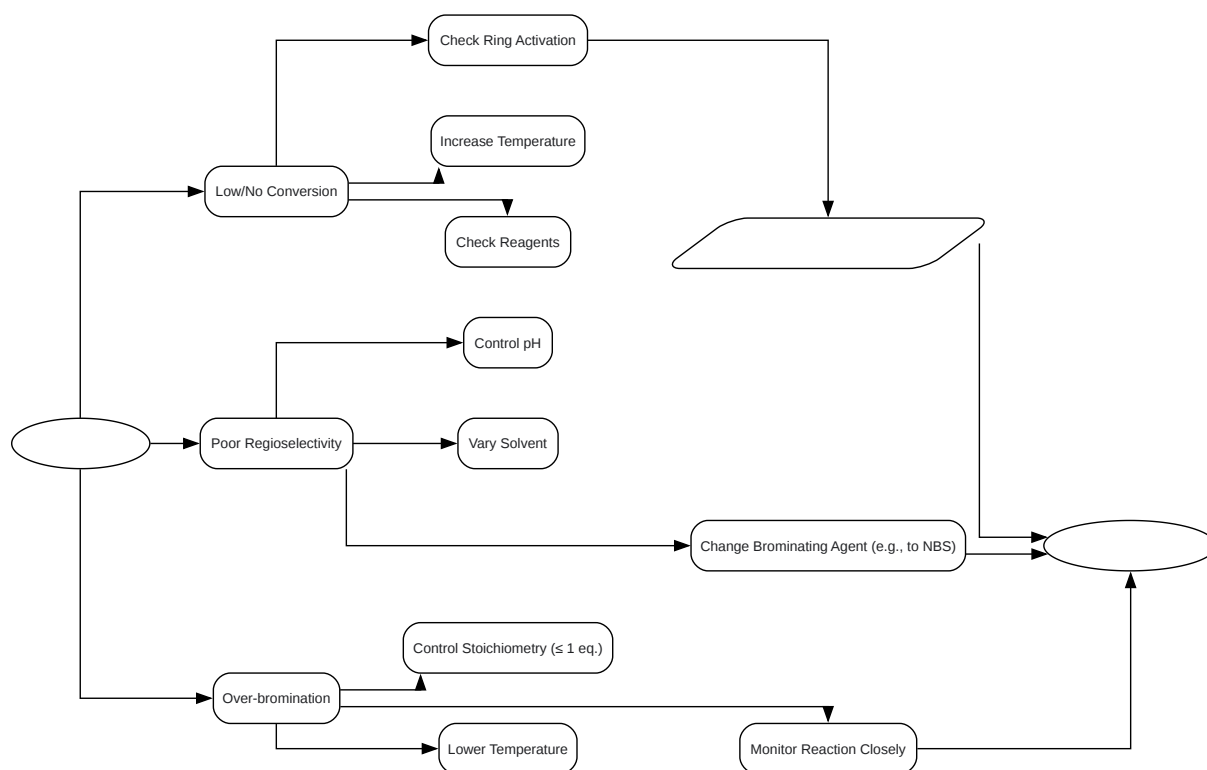 Check Ring Activation
Increase Temperature
Low/No Conversion
Check Reagents
Control pH
Poor Regioselectivity
Vary Solvent
Change Brominating Agent (e.g., to NBS)
Control Stoichiometry (≤ 1 eq.)
Over-bromination
Lower Temperature
Monitor Reaction Closely